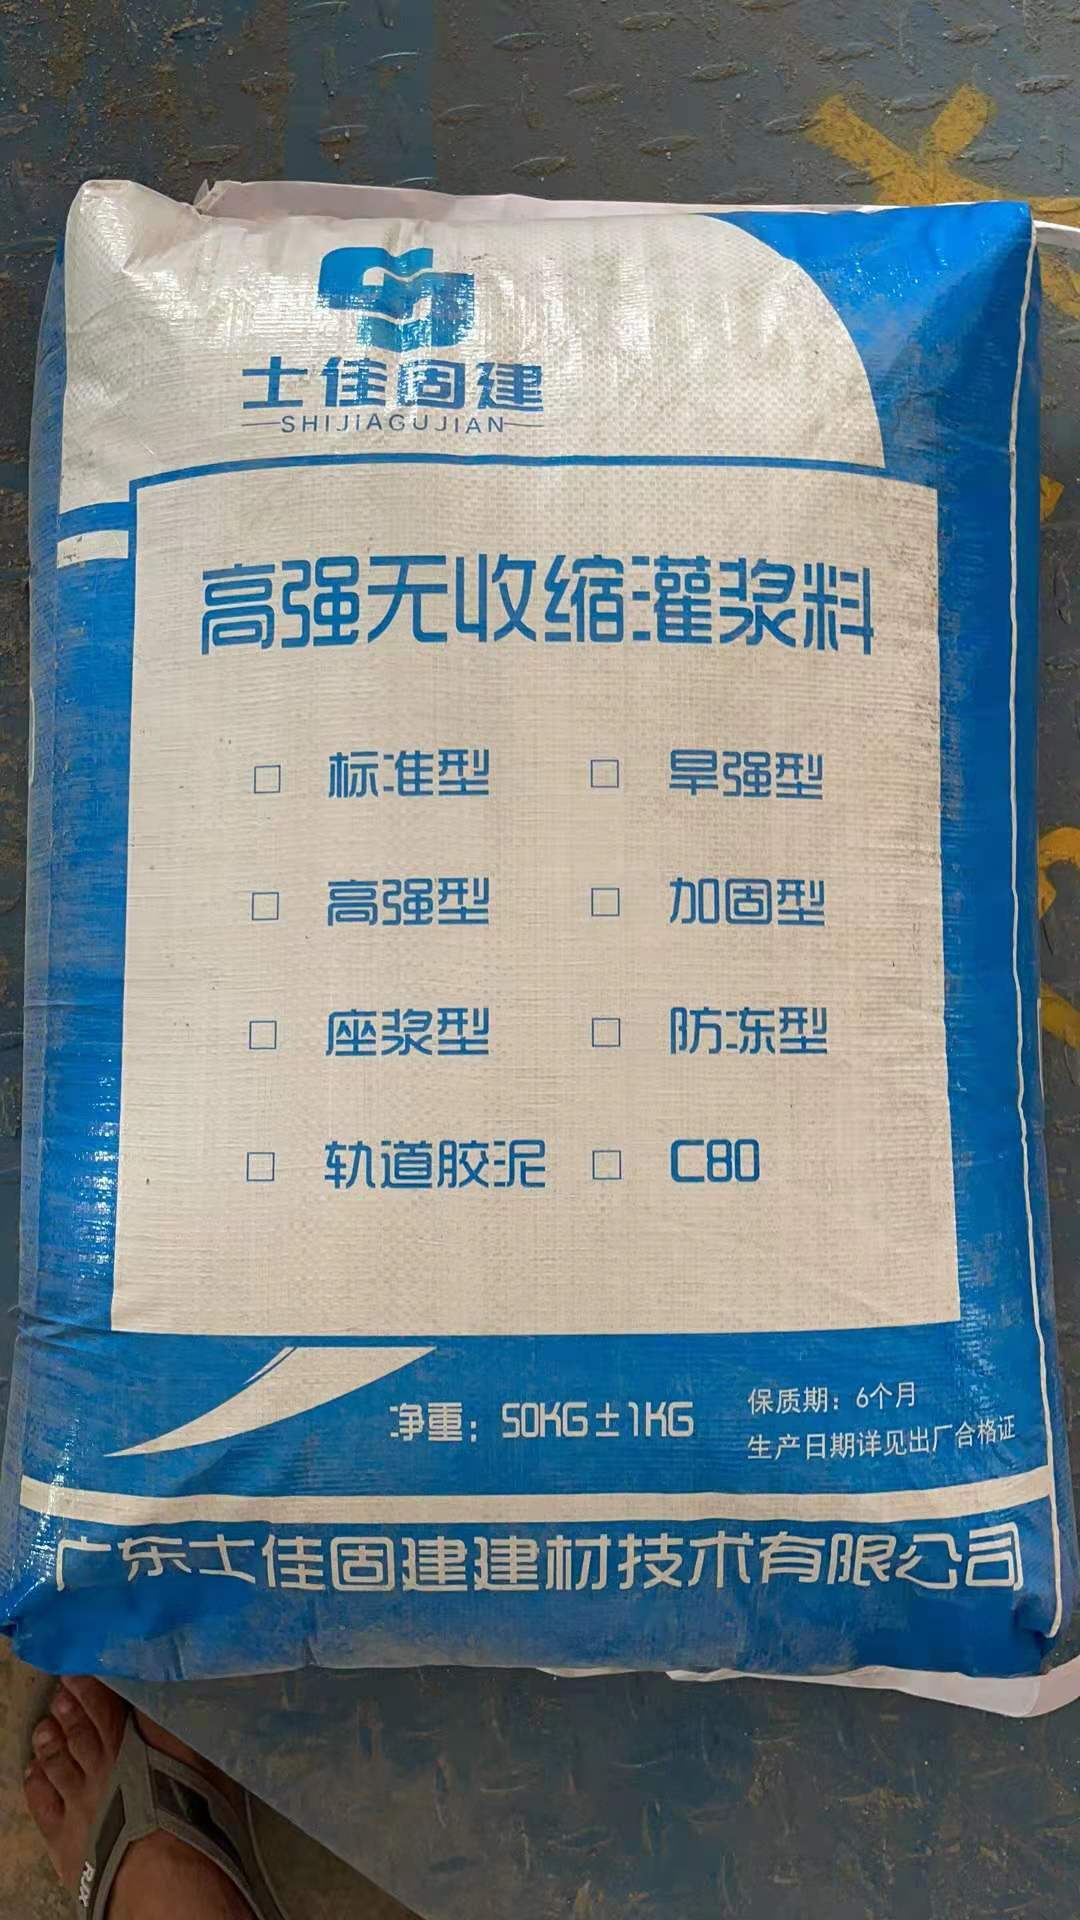 士佳固建
SHIJIAGUJIAN
高强无收缩灌浆料
□ 标准型 □ 早强型
□ 高强型 □ 加固型
□ 座浆型 □ 防冻型
□ 轨道胶泥 □ C80
净重：50KG±1KG
保质期：6个月
生产日期详见出厂合格证
广东士佳固建建材技术有限公司
RJX